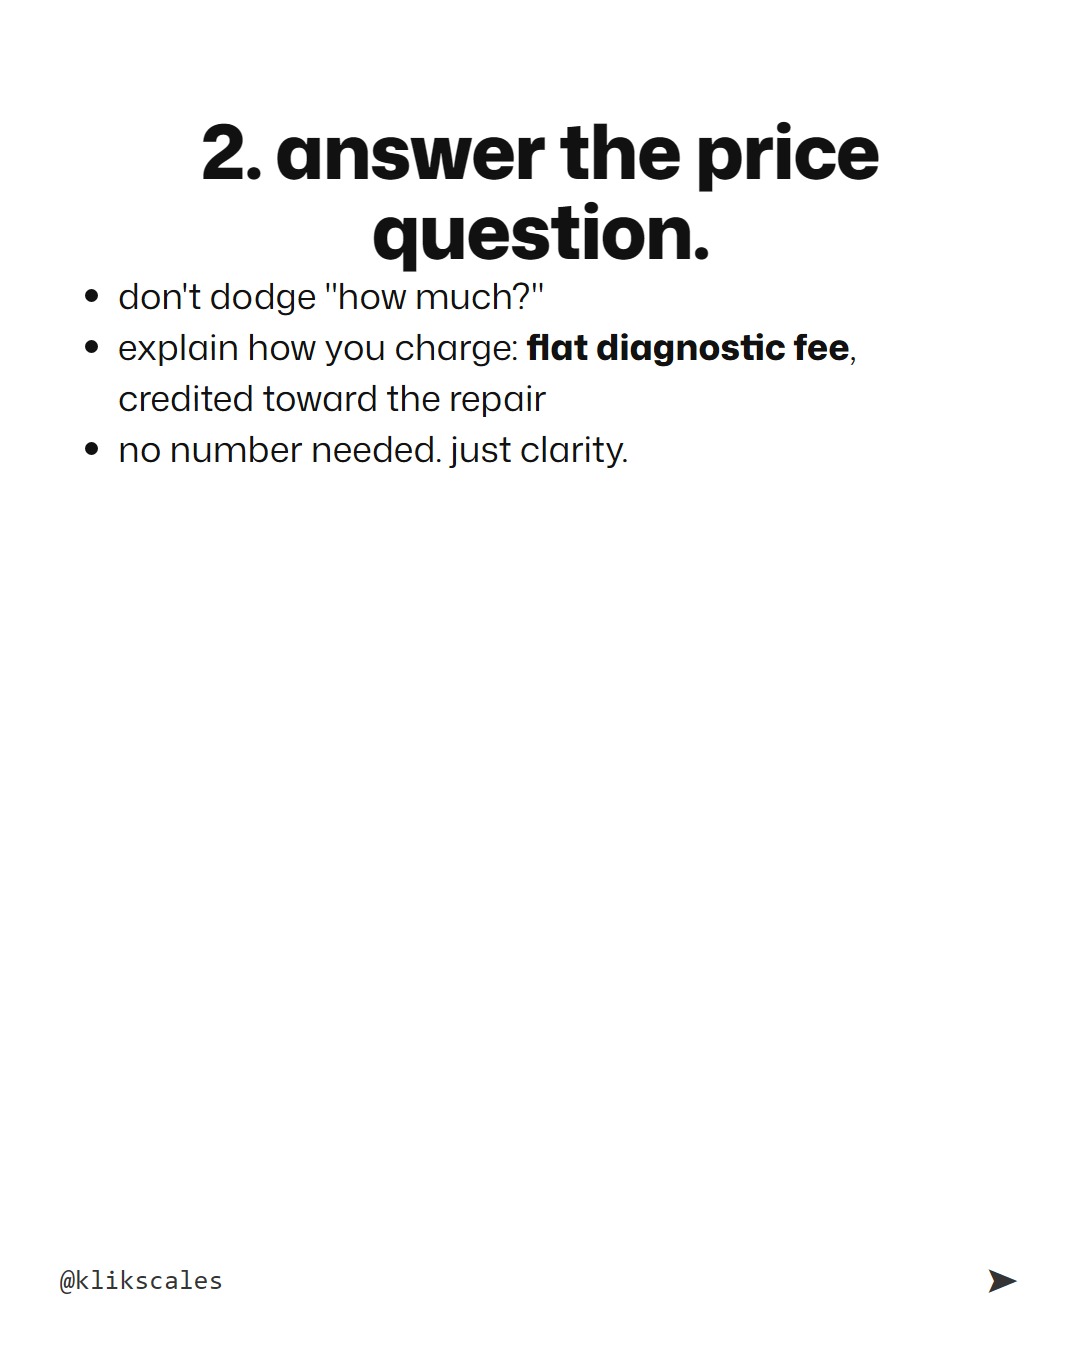 2. answer the price
question.
don't dodge "how much?"
explain how you charge: flat diagnostic fee,
credited toward the repair
no number needed. just clarity.
@klikscales